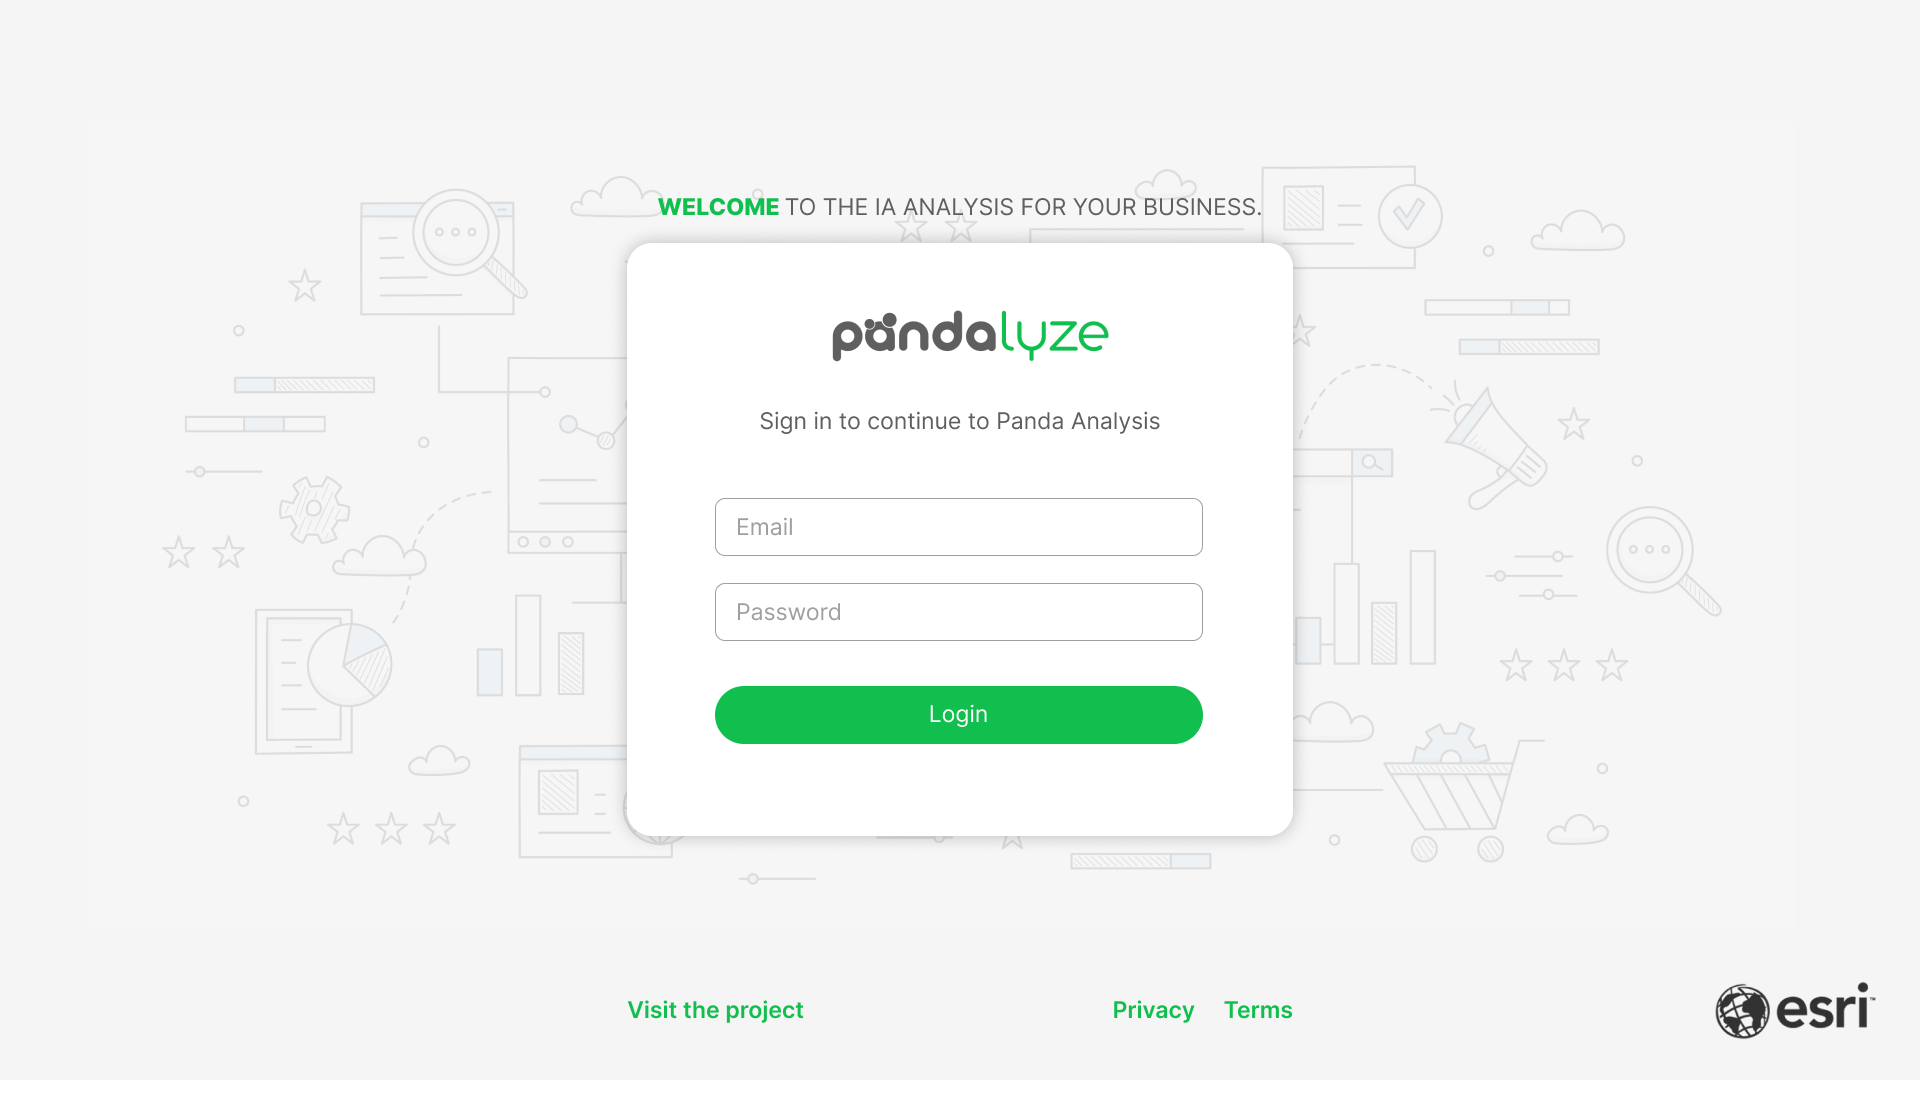 WELCOME TO THE IA ANALYSIS FOR YOUR BUSINESS.
pandalyze
Sign in to continue to Panda Analysis
Email
Password
Login
Visit the project
Privacy
Terms
esri™